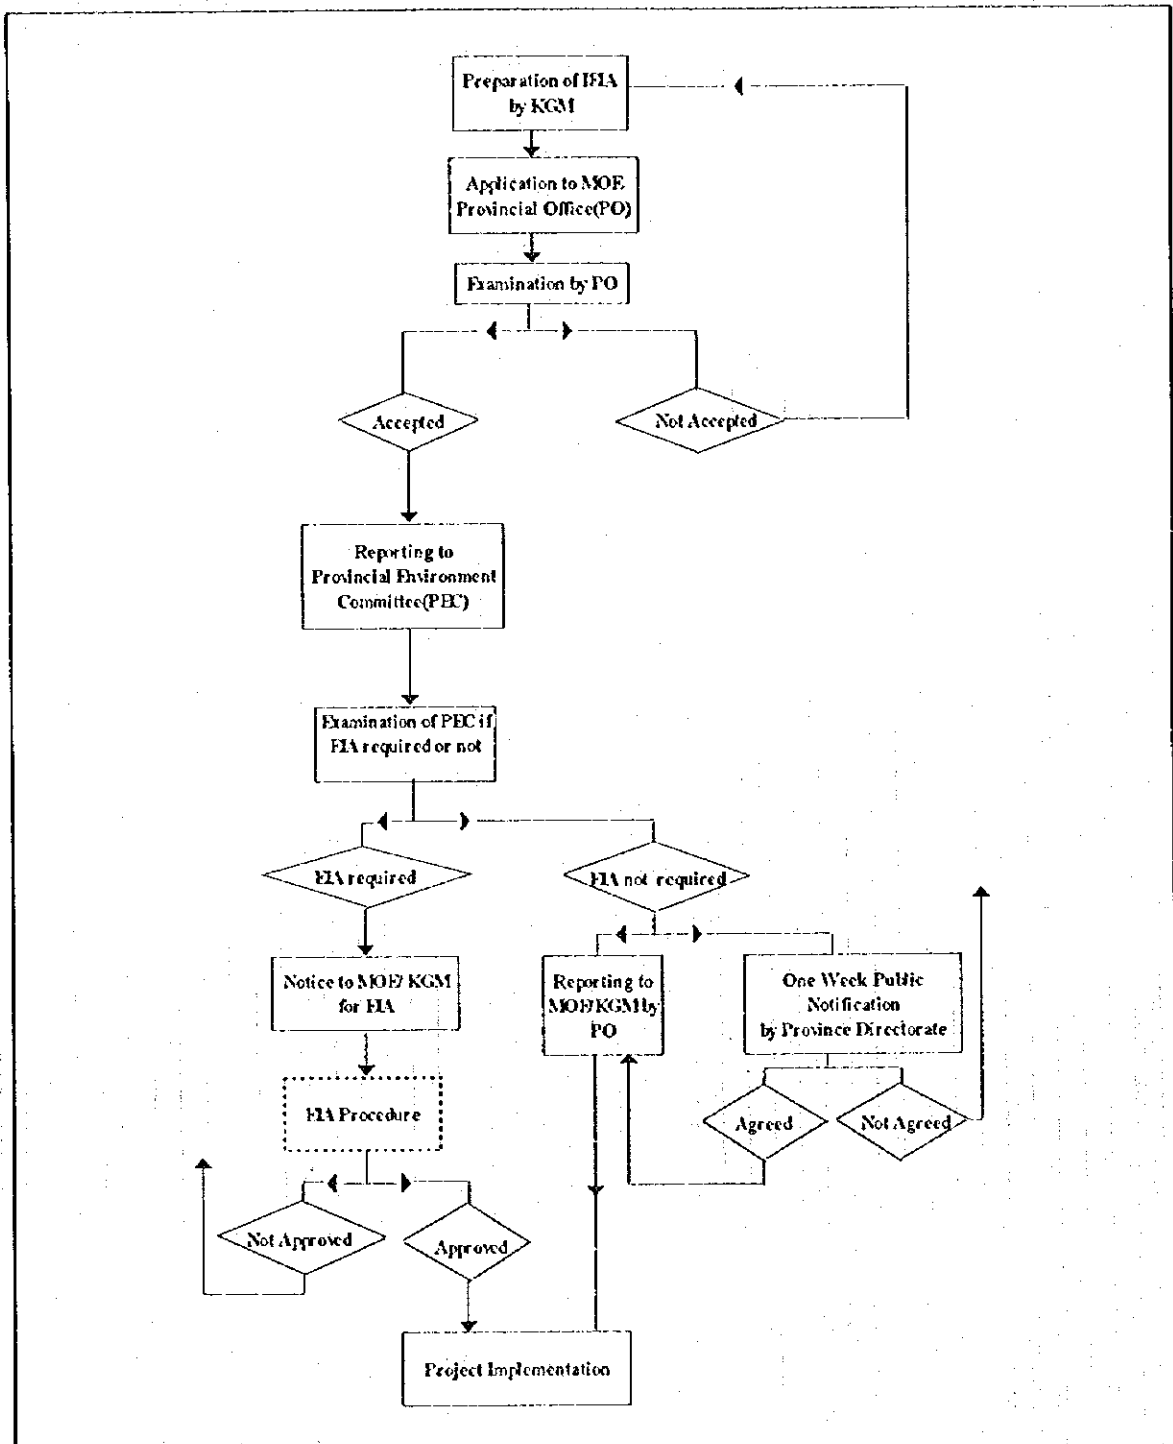 Preparation of IEIA
by KGM
Application to MOE
Provincial Office(PO)
Examination by PO
Accepted
Not Accepted
Reporting to
Provincial Environment
Committee(PEC)
Examination of PEC if
EIA required or not
EIA required
EIA not required
Notice to MOE/ KGM
for EIA
Reporting to
MOE/KGM by
PO
One Week Public
Notification
by Province Directorate
EIA Procedure
Agreed
Not Agreed
Not Approved
Approved
Project Implementation